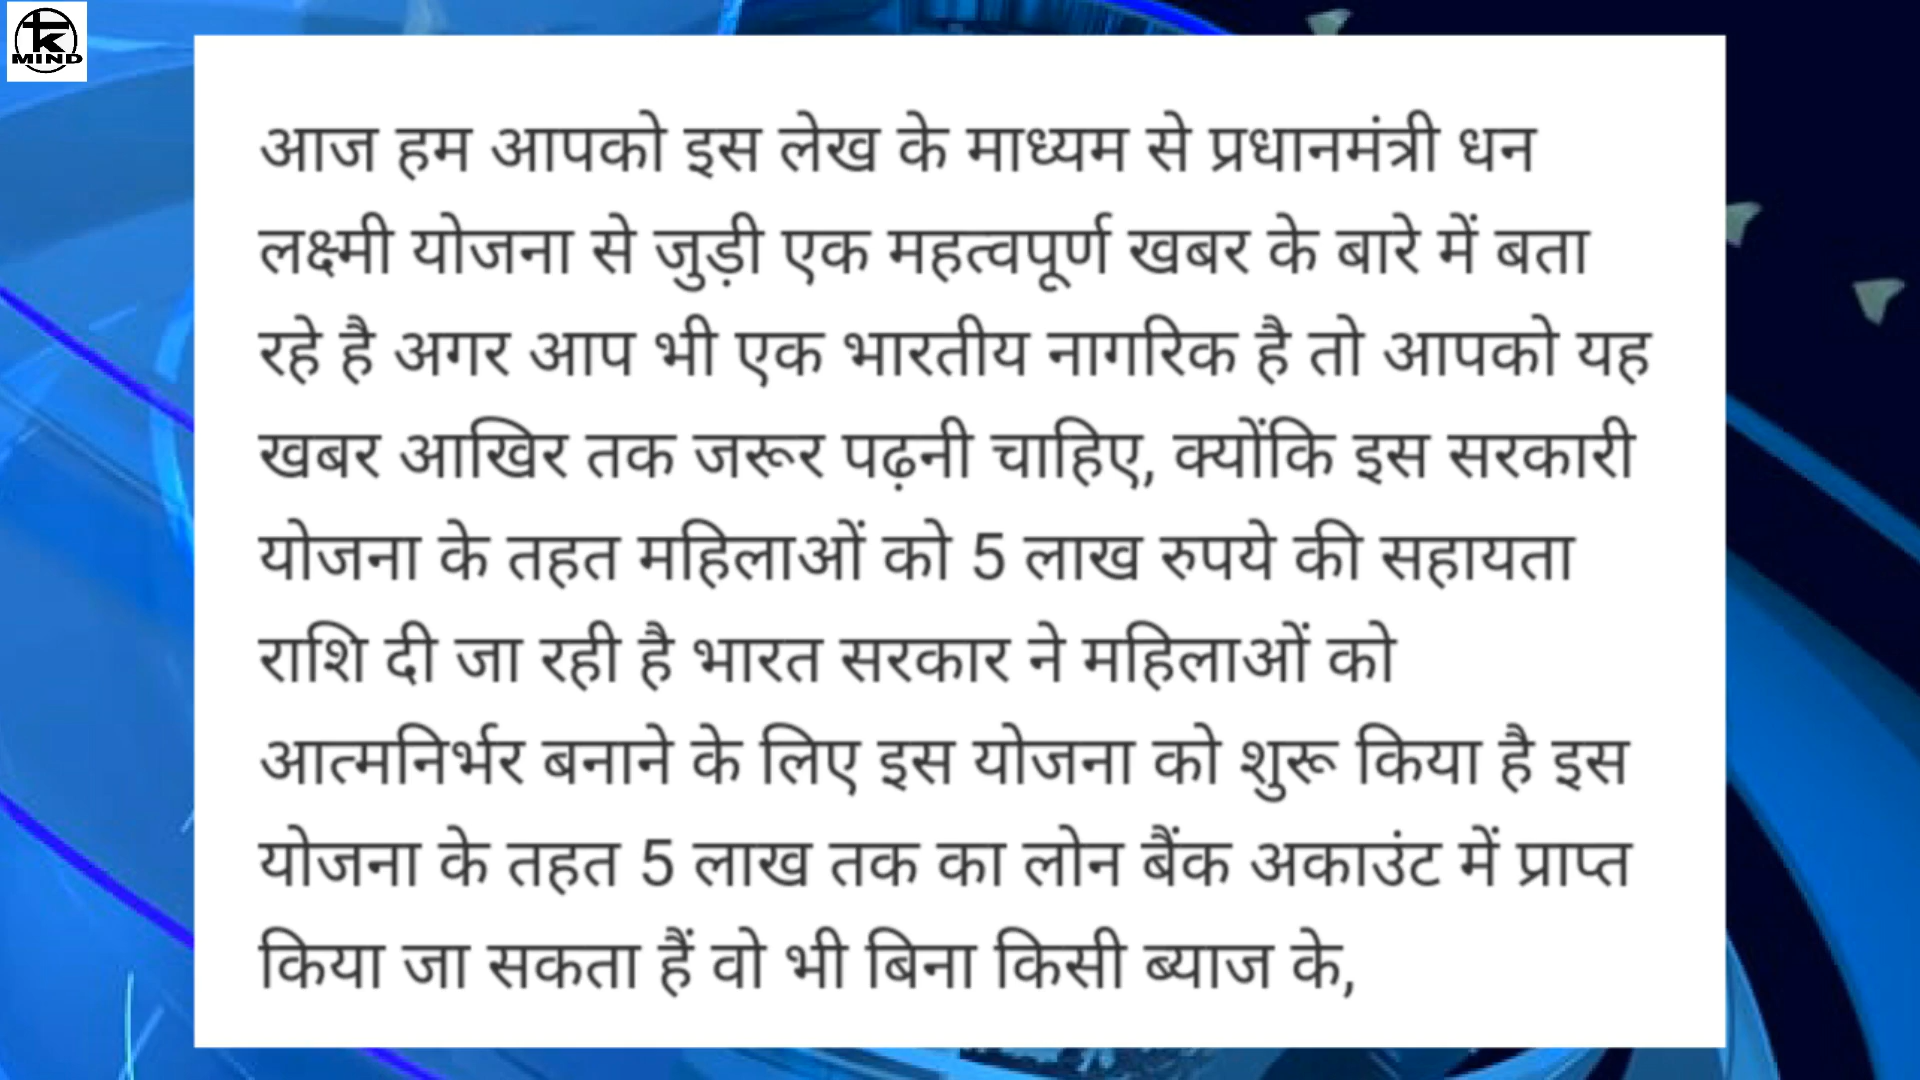 TK
MIND
आज हम आपको इस लेख के माध्यम से प्रधानमंत्री धन
लक्ष्मी योजना से जुड़ी एक महत्वपूर्ण खबर के बारे में बता
रहे है अगर आप भी एक भारतीय नागरिक है तो आपको यह
खबर आखिर तक जरूर पढ़नी चाहिए, क्योंकि इस सरकारी
योजना के तहत महिलाओं को 5 लाख रुपये की सहायता
राशि दी जा रही है भारत सरकार ने महिलाओं को
आत्मनिर्भर बनाने के लिए इस योजना को शुरू किया है इस
योजना के तहत 5 लाख तक का लोन बैंक अकाउंट में प्राप्त
किया जा सकता हैं वो भी बिना किसी ब्याज के,